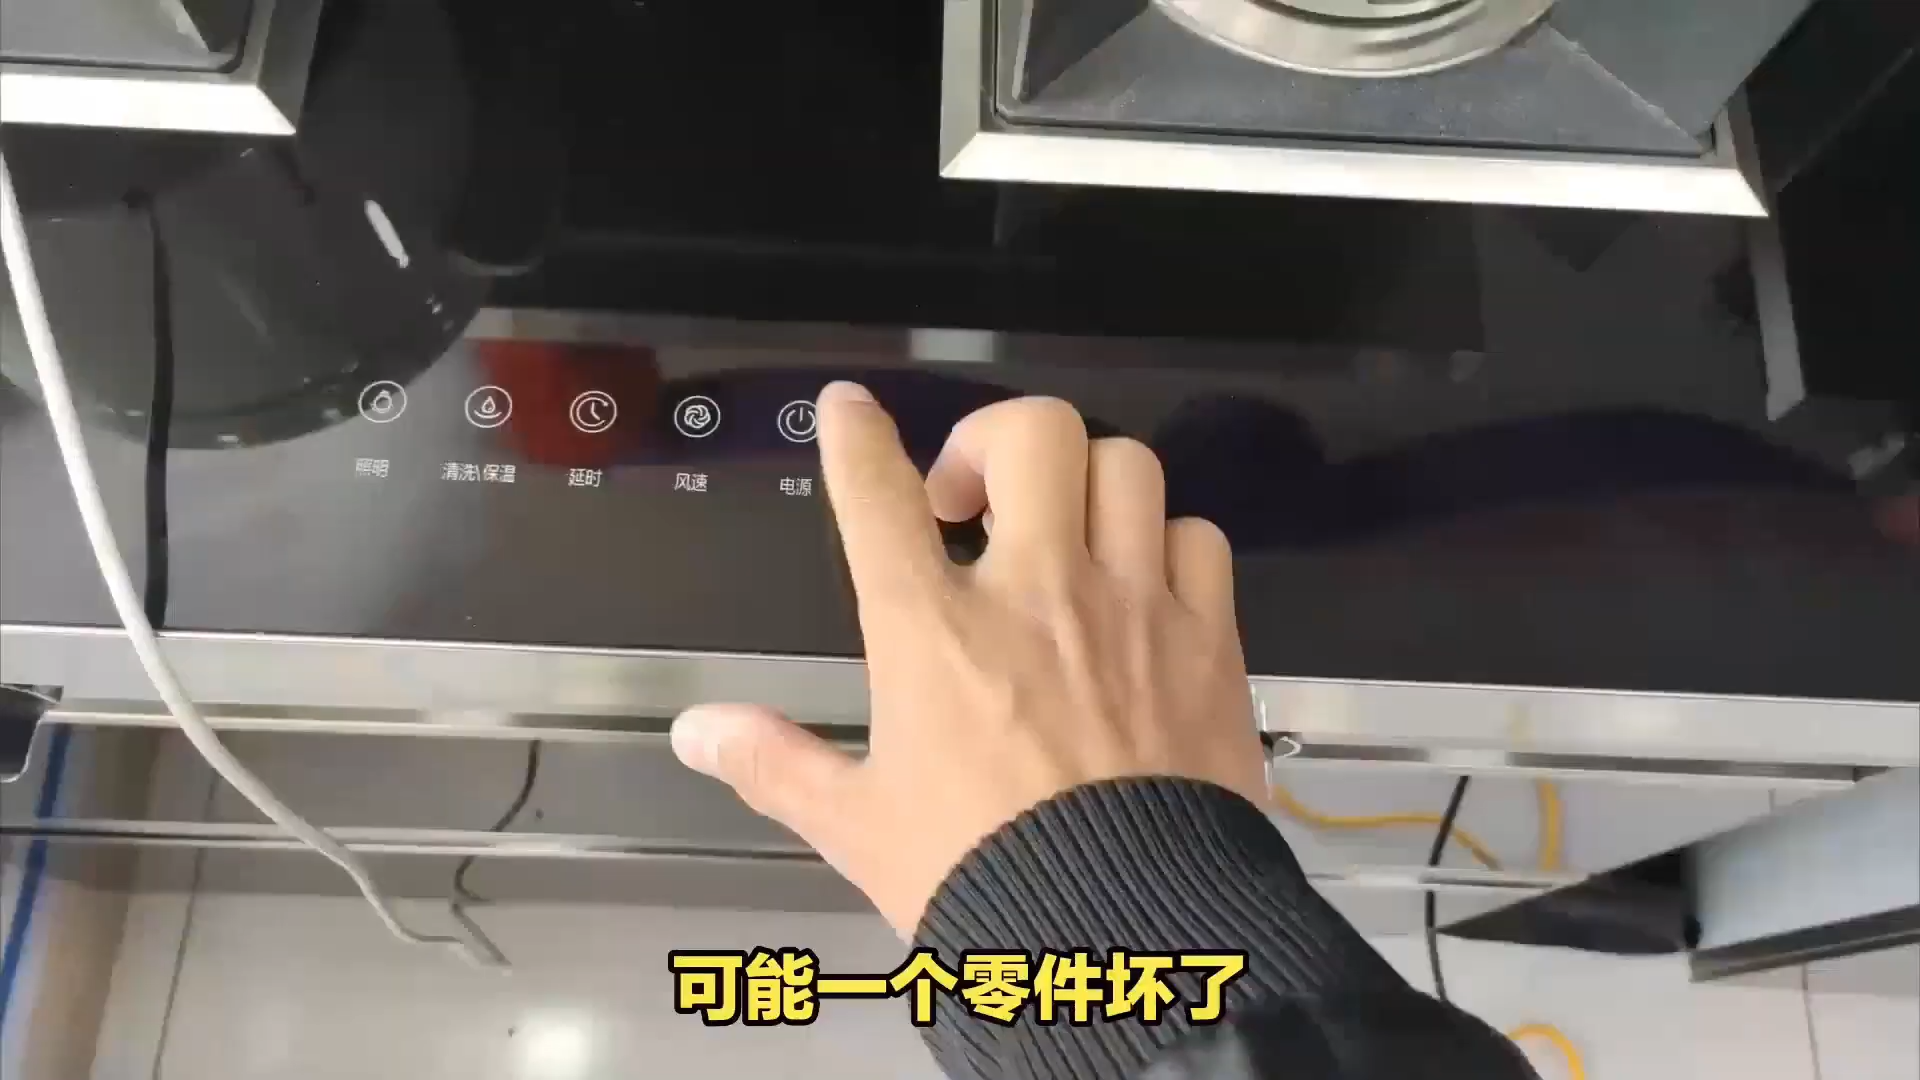 照明
清洗\保温
延时
风速
电源
可能一个零件坏了